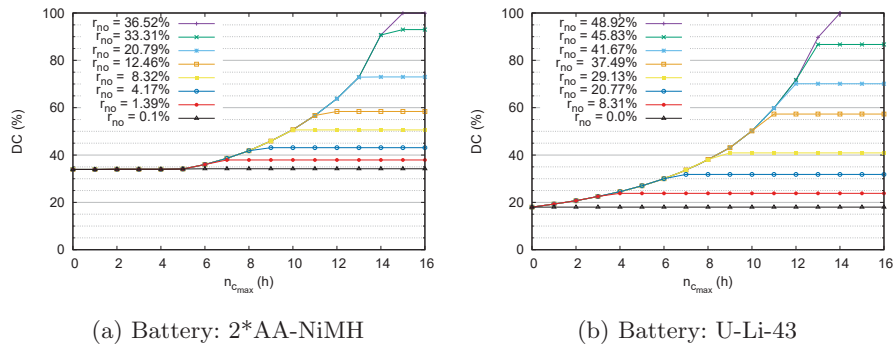 100
80
60
40
20
0
DC (%)
r_no = 36.52%
r_no = 33.31%
r_no = 20.79%
r_no = 12.46%
r_no = 8.32%
r_no = 4.17%
r_no = 1.39%
r_no = 0.1%
0 2 4 6 8 10 12 14 16
n_c_max (h)
(a) Battery: 2*AA-NiMH
100
80
60
40
20
0
DC (%)
r_no = 48.92%
r_no = 45.83%
r_no = 41.67%
r_no = 37.49%
r_no = 29.13%
r_no = 20.77%
r_no = 8.31%
r_no = 0.0%
0 2 4 6 8 10 12 14 16
n_c_max (h)
(b) Battery: U-Li-43